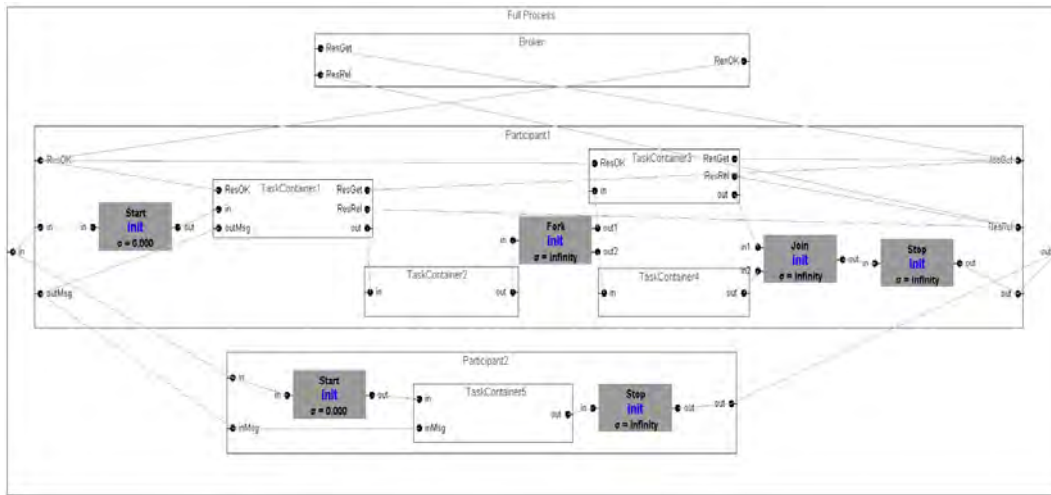 Full Process
Broker
ResGet
ResOK
ResRel
Participant1
ResOK
ResGet
TaskContainer3
ResOK
ResGet
ResRel
in
out
TaskContainer1
ResOK
ResGet
in
ResRel
outMsg
out
Start
init
σ = 0.000
in
out
in
in
Fork
init
σ = infinity
in
out1
out2
ResRel
Join
init
σ = infinity
in1
in2
out
Stop
init
σ = infinity
in
out
out
TaskContainer2
in
out
TaskContainer4
in
out
outMsg
out
Participant2
in
Start
init
σ = 0.000
in
out
TaskContainer5
in
inMsg
out
Stop
init
σ = infinity
in
out
out
inMsg